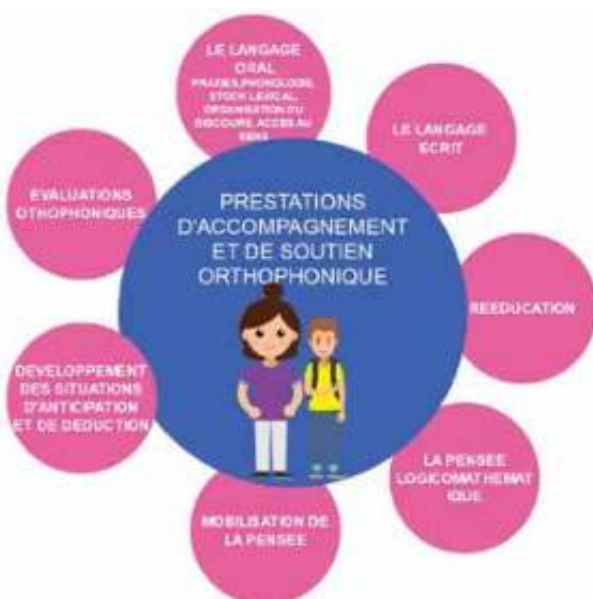 LE LANGAGE
ORAL
PRAXIES, PHONOLOGIE,
STOCK LEXICAL,
ORGANISATION DU
DISCOURS, ACCES AU
SENS
LE LANGAGE
ECRIT
EVALUATIONS
OTHOPHONIQUES
PRESTATIONS
D'ACCOMPAGNEMENT
ET DE SOUTIEN
ORTHOPHONIQUE
REEDUCATION
DEVELOPPEMENT
DES SITUATIONS
D'ANTICIPATION
ET DE DEDUCTION
LA PENSEE
LOGICOMATHEMAT
IQUE
MOBILISATION DE
LA PENSEE